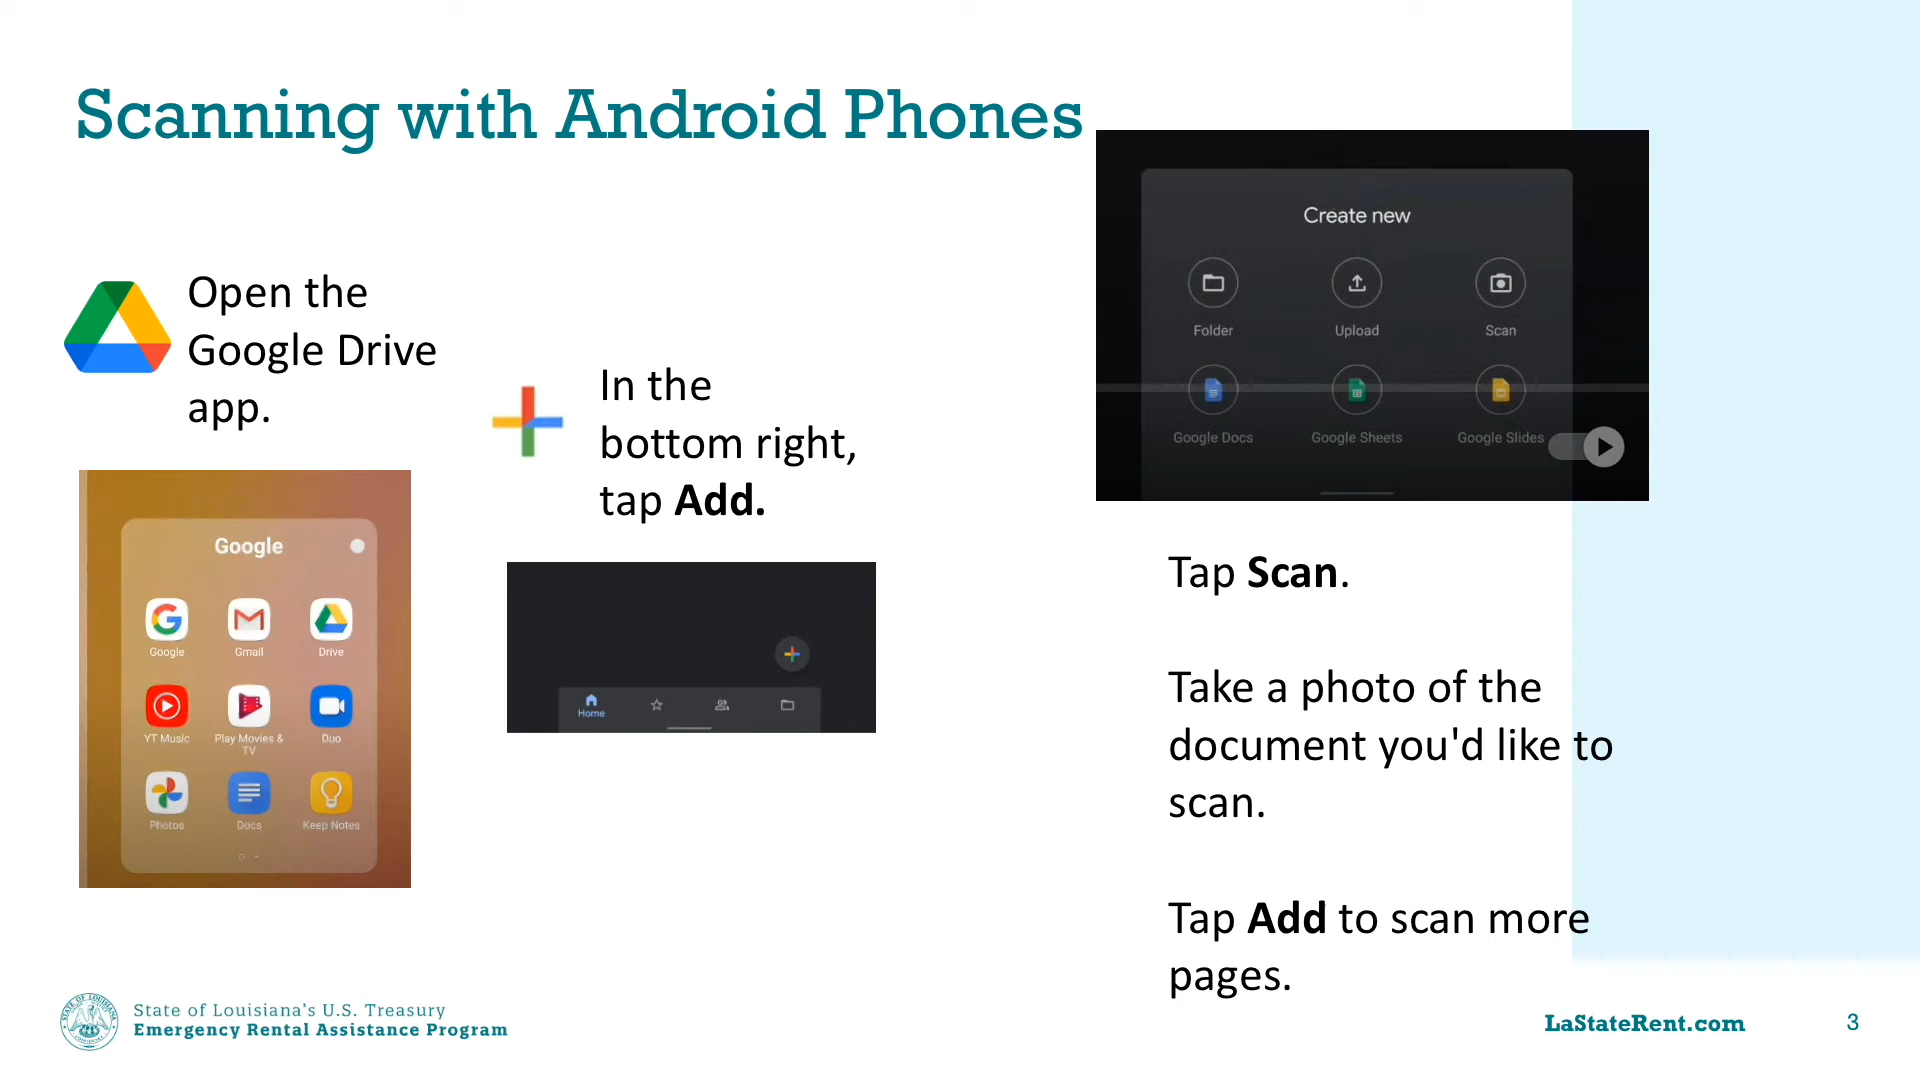 Scanning with Android Phones
Open the
Google Drive
app.
Google
Google Gmail Drive
YT Music Play Movies & Duo
TV
Photos Docs Keep Notes
In the
bottom right,
tap Add.
Home
Create new
Folder Upload Scan
Google Docs Google Sheets Google Slides
Tap Scan.
Take a photo of the
document you'd like to
scan.
Tap Add to scan more
pages.
State of Louisiana's U.S. Treasury
Emergency Rental Assistance Program
LaStateRent.com
3